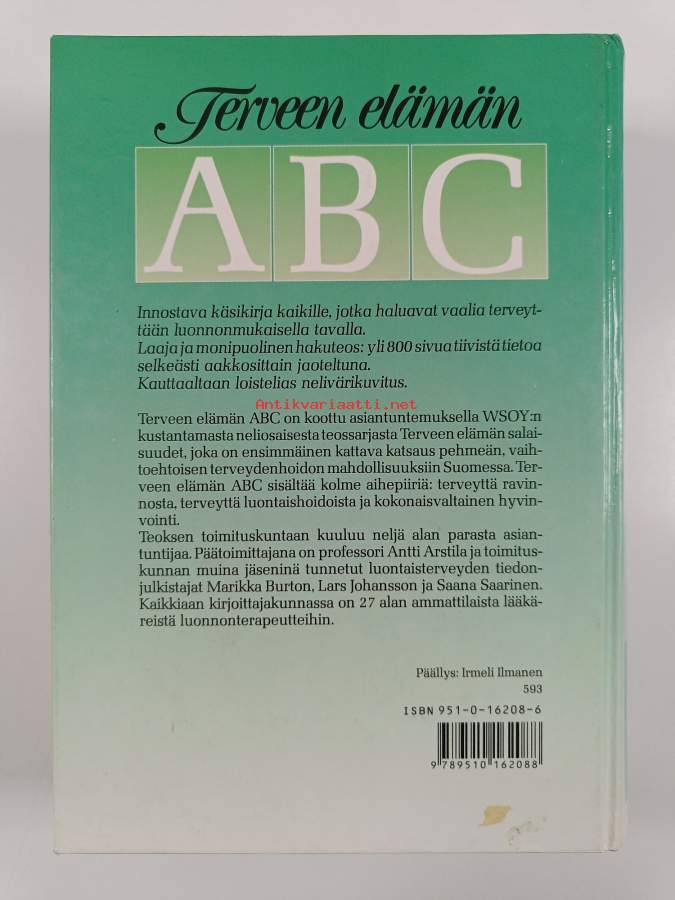 Terveen elämän
A B C
Innostava käsikirja kaikille, jotka haluavat vaalia terveyt-
tään luonnonmukaisella tavalla.
Laaja ja monipuolinen hakuteos: yli 800 sivua tiivistä tietoa
selkeästi aakkosittain jaoteltuna.
Kauttaaltaan loistelias nelivärikuvitus.
Antikvariaatti.net
Terveen elämän ABC on koottu asiantuntemuksella WSOY:n
kustantamasta neliosaisesta teossarjasta Terveen elämän salai-
suudet, joka on ensimmäinen kattava katsaus pehmeän, vaih-
toehtoisen terveydenhoidon mahdollisuuksiin Suomessa. Ter-
veen elämän ABC sisältää kolme aihepiiriä: terveyttä ravin-
nosta, terveyttä luontaishoidoista ja kokonaisvaltainen hyvin-
vointi.
Teoksen toimituskuntaan kuuluu neljä alan parasta asian-
tuntijaa. Päätoimittajana on professori Antti Arstila ja toimitus-
kunnan muina jäseninä tunnetut luontaisterveyden tiedon-
julkistajat Marikka Burton, Lars Johansson ja Saana Saarinen.
Kaikkiaan kirjoittajakunnassa on 27 alan ammattilaista lääkä-
reistä luonnonterapeutteihin.
Päällys: Irmeli Ilmanen
593
ISBN 951-0-16208-6
9 789510 162088